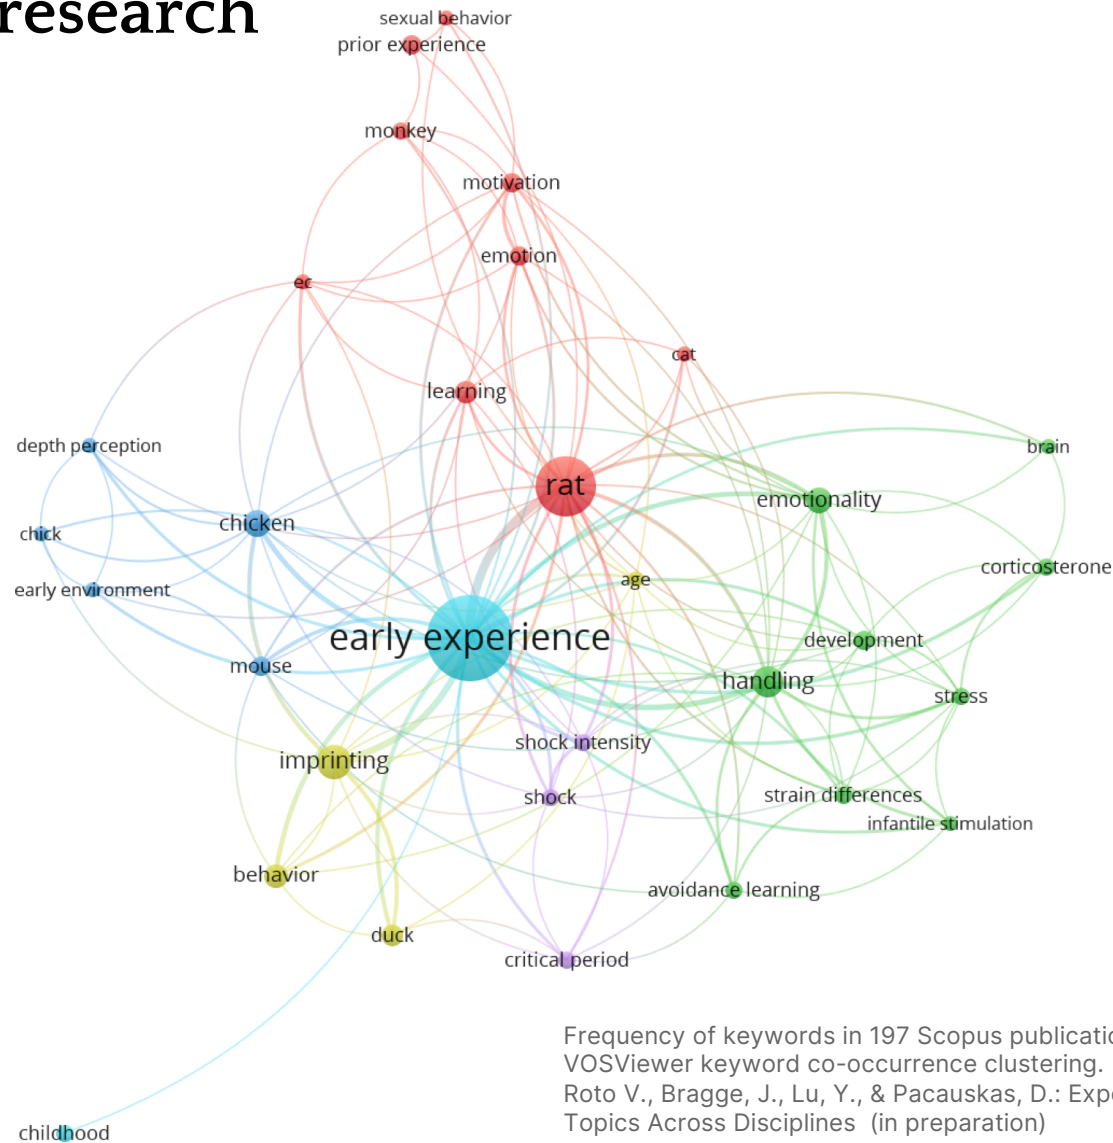 research
sexual behavior
prior experience
monkey
motivation
emotion
ec
cat
learning
depth perception
brain
rat
emotionality
chicken
chick
corticosterone
age
early environment
early experience
development
mouse
handling
stress
shock intensity
imprinting
shock
strain differences
infantile stimulation
behavior
avoidance learning
duck
critical period
Frequency of keywords in 197 Scopus
VOSViewer keyword co-occurrence clustering.
Roto V., Bragge, J., Lu, Y., & Pacauskas, D.:
Topics Across Disciplines (in preparation)
childhood